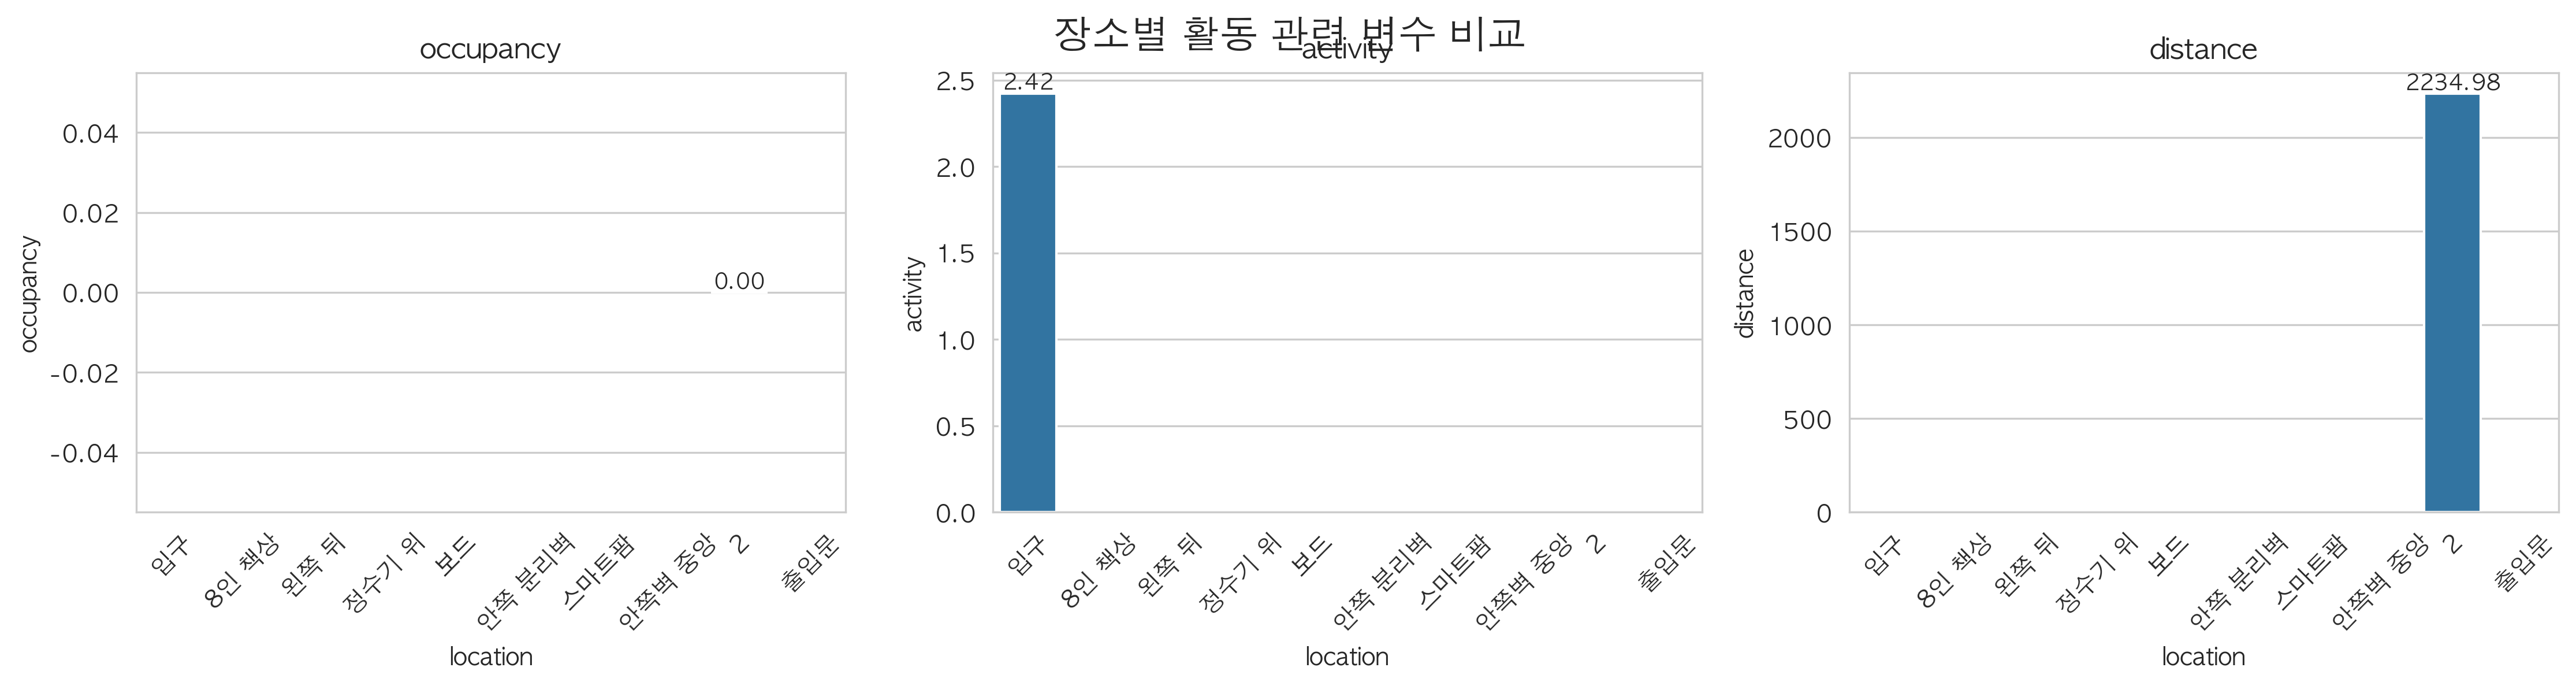 장소별 활동 관련 변수 비교
occupancy
0.04
0.02
0.00
-0.02
-0.04
occupancy
0.00
입구
8인 책상
왼쪽 뒤
정수기 위
보드
안쪽 분리벽
스마트팜
안쪽벽 중앙
2
출입문
location
activity
2.5
2.0
1.5
1.0
0.5
0.0
activity
2.42
입구
8인 책상
왼쪽 뒤
정수기 위
보드
안쪽 분리벽
스마트팜
안쪽벽 중앙
2
출입문
location
distance
2000
1500
1000
500
0
distance
2234.98
입구
8인 책상
왼쪽 뒤
정수기 위
보드
안쪽 분리벽
스마트팜
안쪽벽 중앙
2
출입문
location